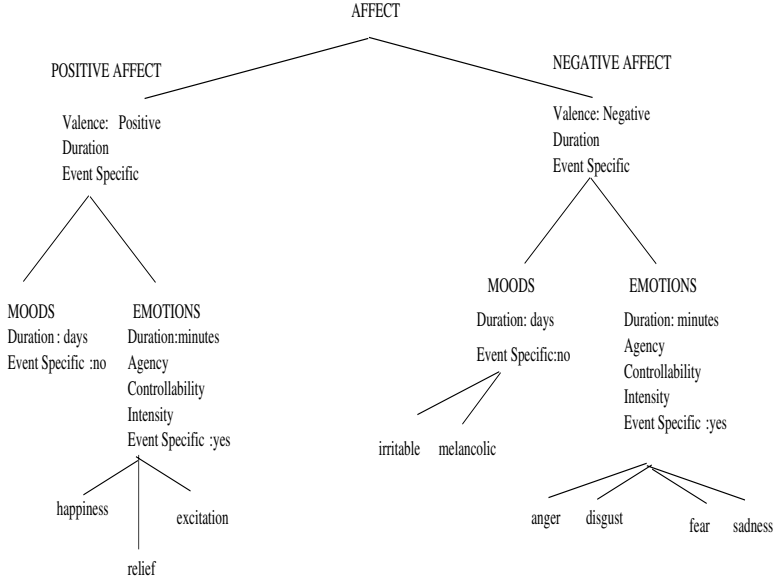 AFFECT
POSITIVE AFFECT
Valence: Positive
Duration
Event Specific
NEGATIVE AFFECT
Valence: Negative
Duration
Event Specific
MOODS
Duration : days
Event Specific :no
EMOTIONS
Duration:minutes
Agency
Controllability
Intensity
Event Specific :yes
happiness
excitation
relief
MOODS
Duration: days
Event Specific:no
irritable
melancolic
EMOTIONS
Duration: minutes
Agency
Controllability
Intensity
Event Specific :yes
anger
disgust
fear
sadness